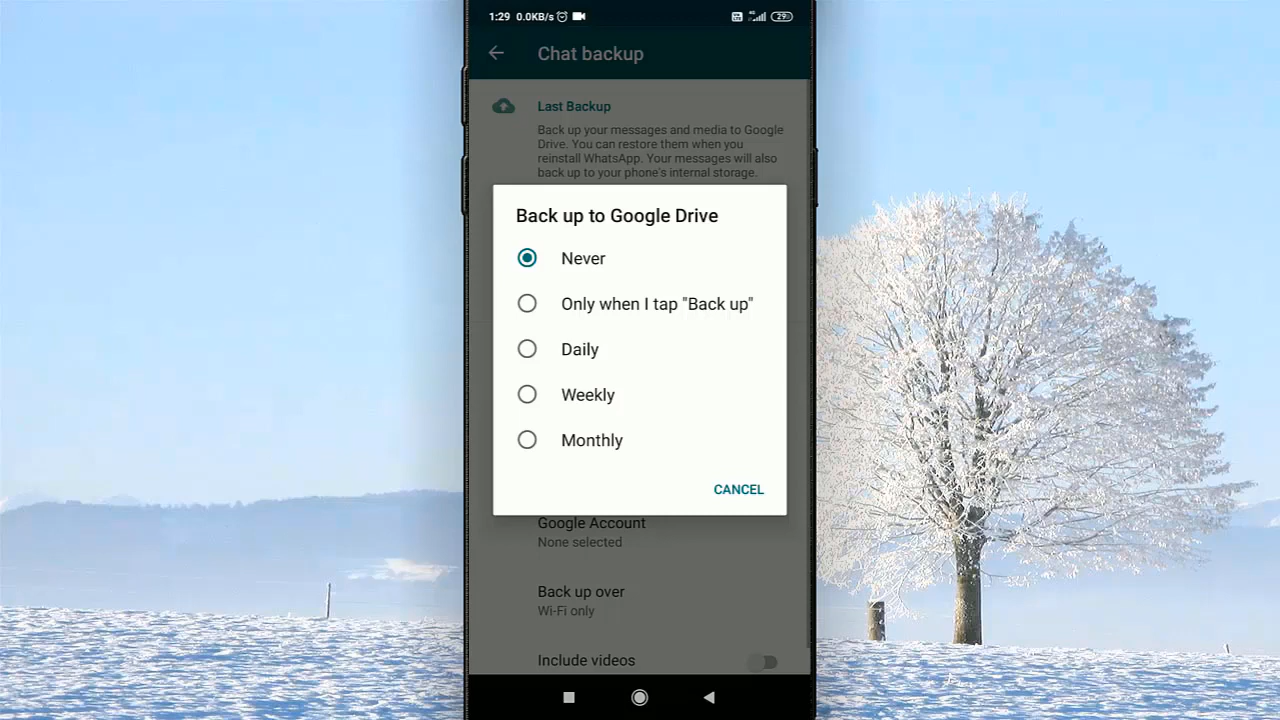 1:29 0.0KB/s 4G 29
Chat backup
Last Backup
Back up your messages and media to Google
Drive. You can restore them when you
reinstall WhatsApp. Your messages will also
back up to your phone's internal storage.
Back up to Google Drive
Never
Only when I tap "Back up"
Daily
Weekly
Monthly
CANCEL
Google Account
None selected
Back up over
Wi-Fi only
Include videos